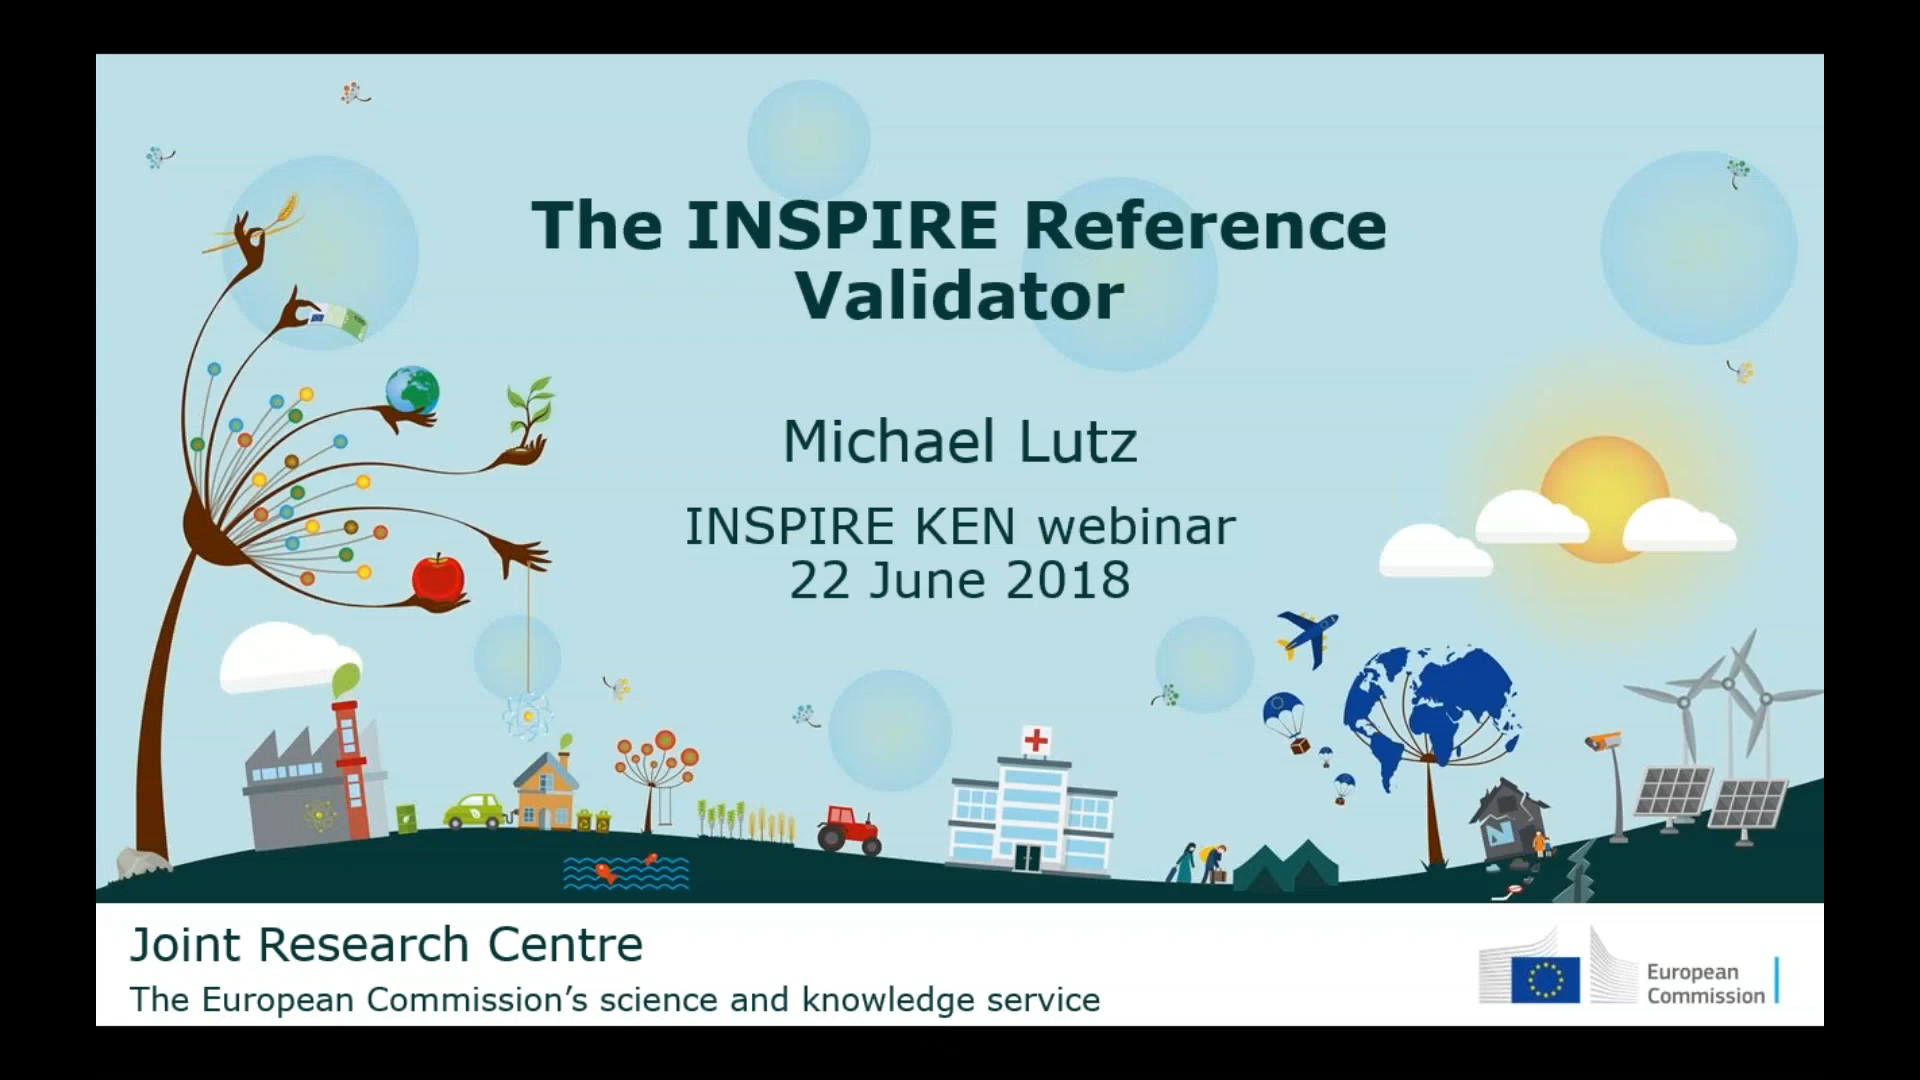 The INSPIRE Reference
Validator
Michael Lutz
INSPIRE KEN webinar
22 June 2018
Joint Research Centre
The European Commission’s science and knowledge service
European
Commission